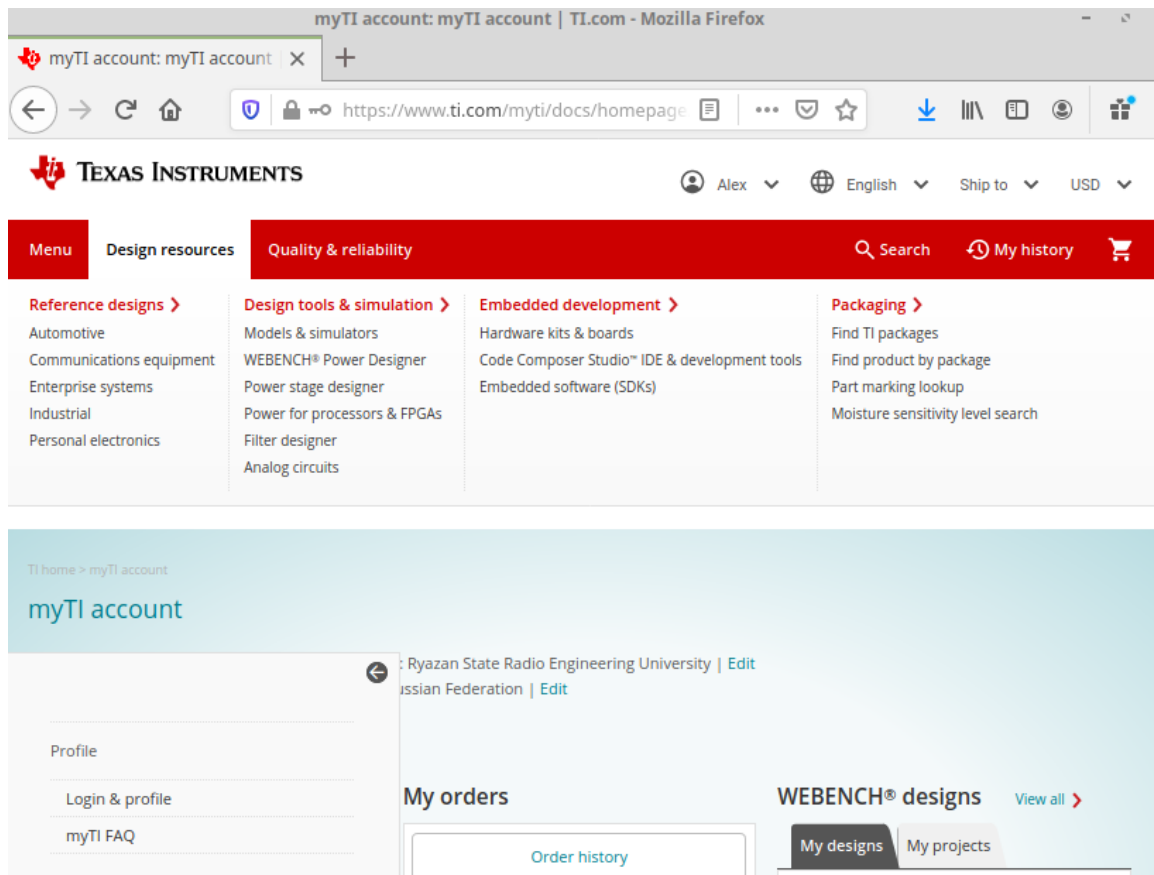 myTI account: myTI account | TI.com - Mozilla Firefox
myTI account: myTI account
https://www.ti.com/myti/docs/homepage
TEXAS INSTRUMENTS
Alex English Ship to USD
Menu Design resources Quality & reliability Search My history
Reference designs
Automotive
Communications equipment
Enterprise systems
Industrial
Personal electronics
Design tools & simulation
Models & simulators
WEBENCH® Power Designer
Power stage designer
Power for processors & FPGAs
Filter designer
Analog circuits
Embedded development
Hardware kits & boards
Code Composer Studio™ IDE & development tools
Embedded software (SDKs)
Packaging
Find TI packages
Find product by package
Part marking lookup
Moisture sensitivity level search
TI home > myTI account
myTI account
: Ryazan State Radio Engineering University | Edit
ussian Federation | Edit
Profile
Login & profile
myTI FAQ
My orders
Order history
WEBENCH® designs View all
My designs My projects